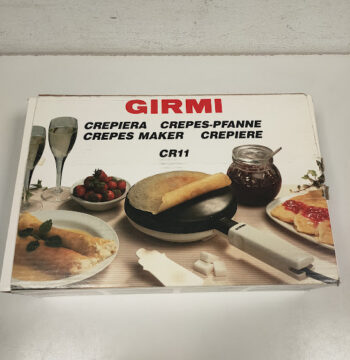 GIRMI
CREPIERA CREPES-PFANNE
CREPES MAKER CREPIERE
CR11